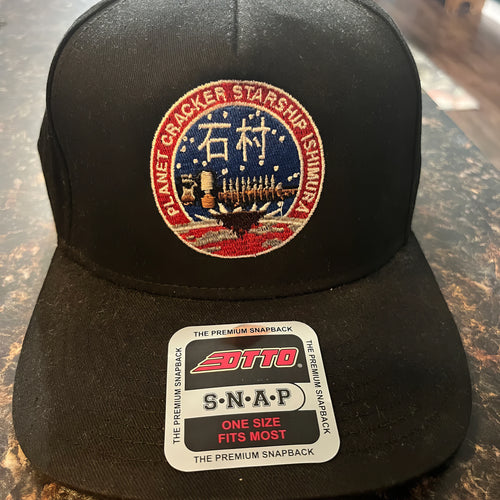 PLANET CRACKER STARSHIP ISHIMURA
石村
THE PREMIUM SNAPBACK
THE PREMIUM SNAPBACK
THE PREMIUM SNAPBACK
OTTO®
S·N·A·P
ONE SIZE
FITS MOST
THE PREMIUM SNAPBACK